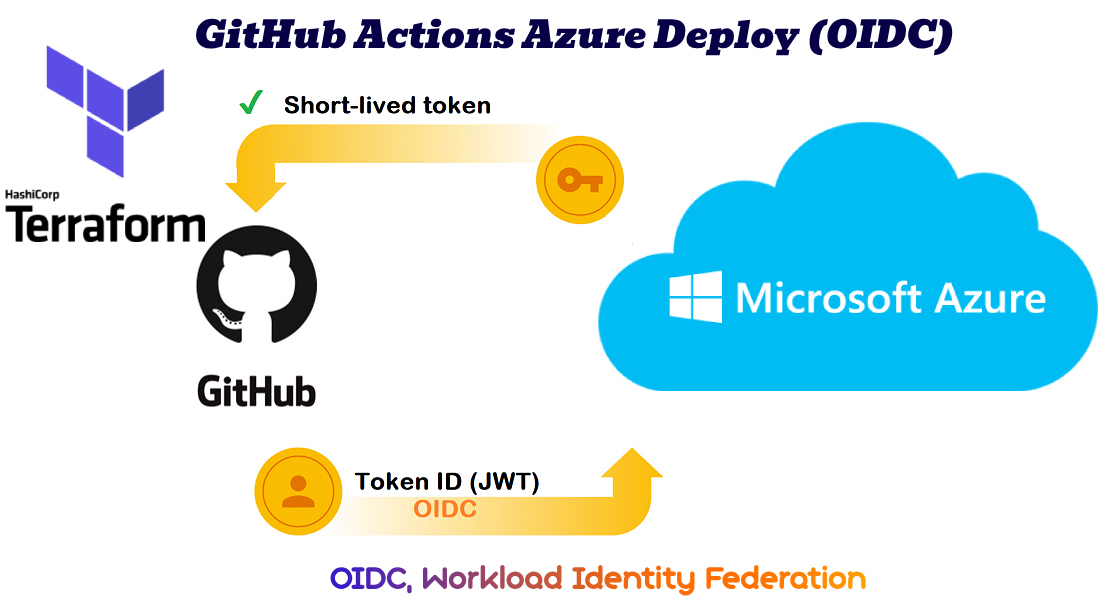 GitHub Actions Azure Deploy (OIDC)
Short-lived token
HashiCorp
Terraform
Microsoft Azure
GitHub
Token ID (JWT)
OIDC
OIDC, Workload Identity Federation